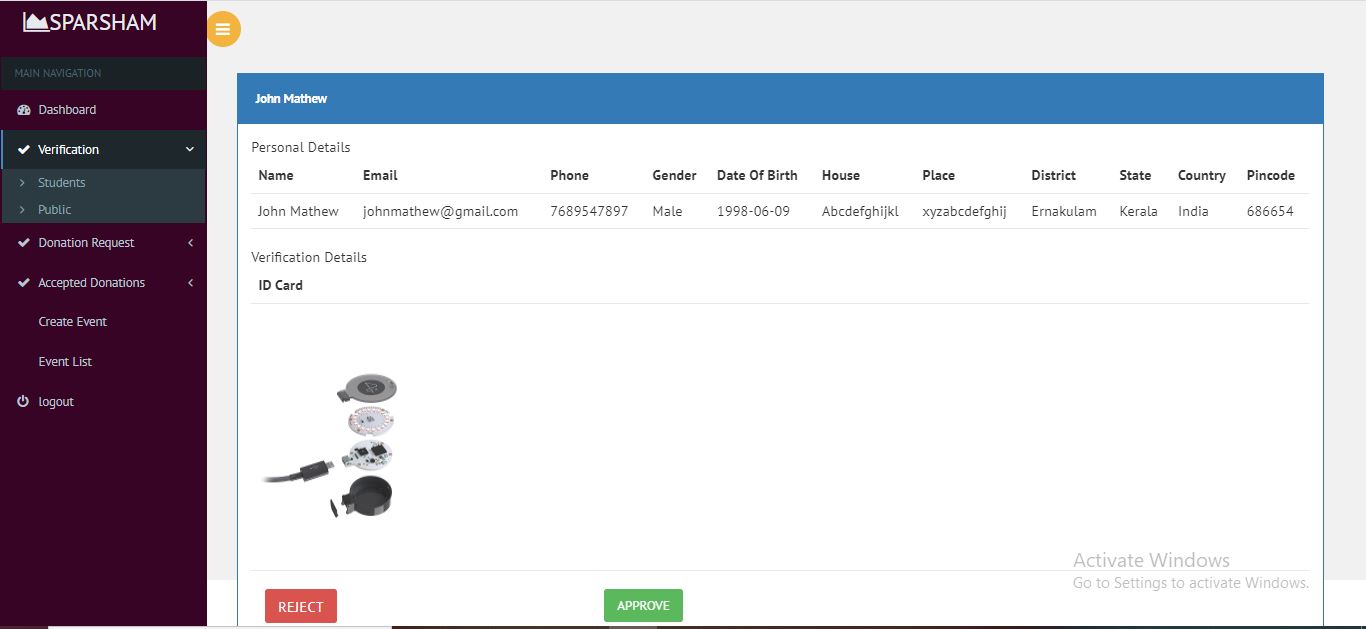 SPARSHAM
MAIN NAVIGATION
Dashboard
Verification
Students
Public
Donation Request
Accepted Donations
Create Event
Event List
logout
John Mathew
Personal Details
Name Email Phone Gender Date Of Birth House Place District State Country Pincode
John Mathew johnmathew@gmail.com 7689547897 Male 1998-06-09 Abcdefghijkl xyzabcdefghij Ernakulam Kerala India 686654
Verification Details
ID Card
REJECT APPROVE
Activate Windows
Go to Settings to activate Windows.